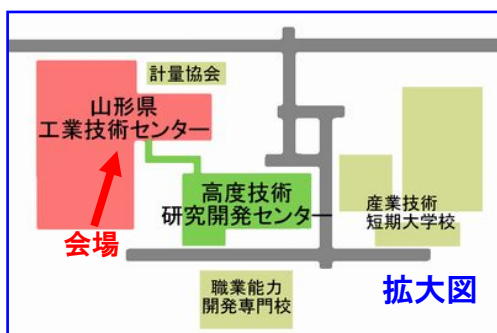 計量協会
山形県
工業技術センター
高度技術
研究開発センター
産業技術
短期大学校
会場
職業能力
開発専門校
拡大図